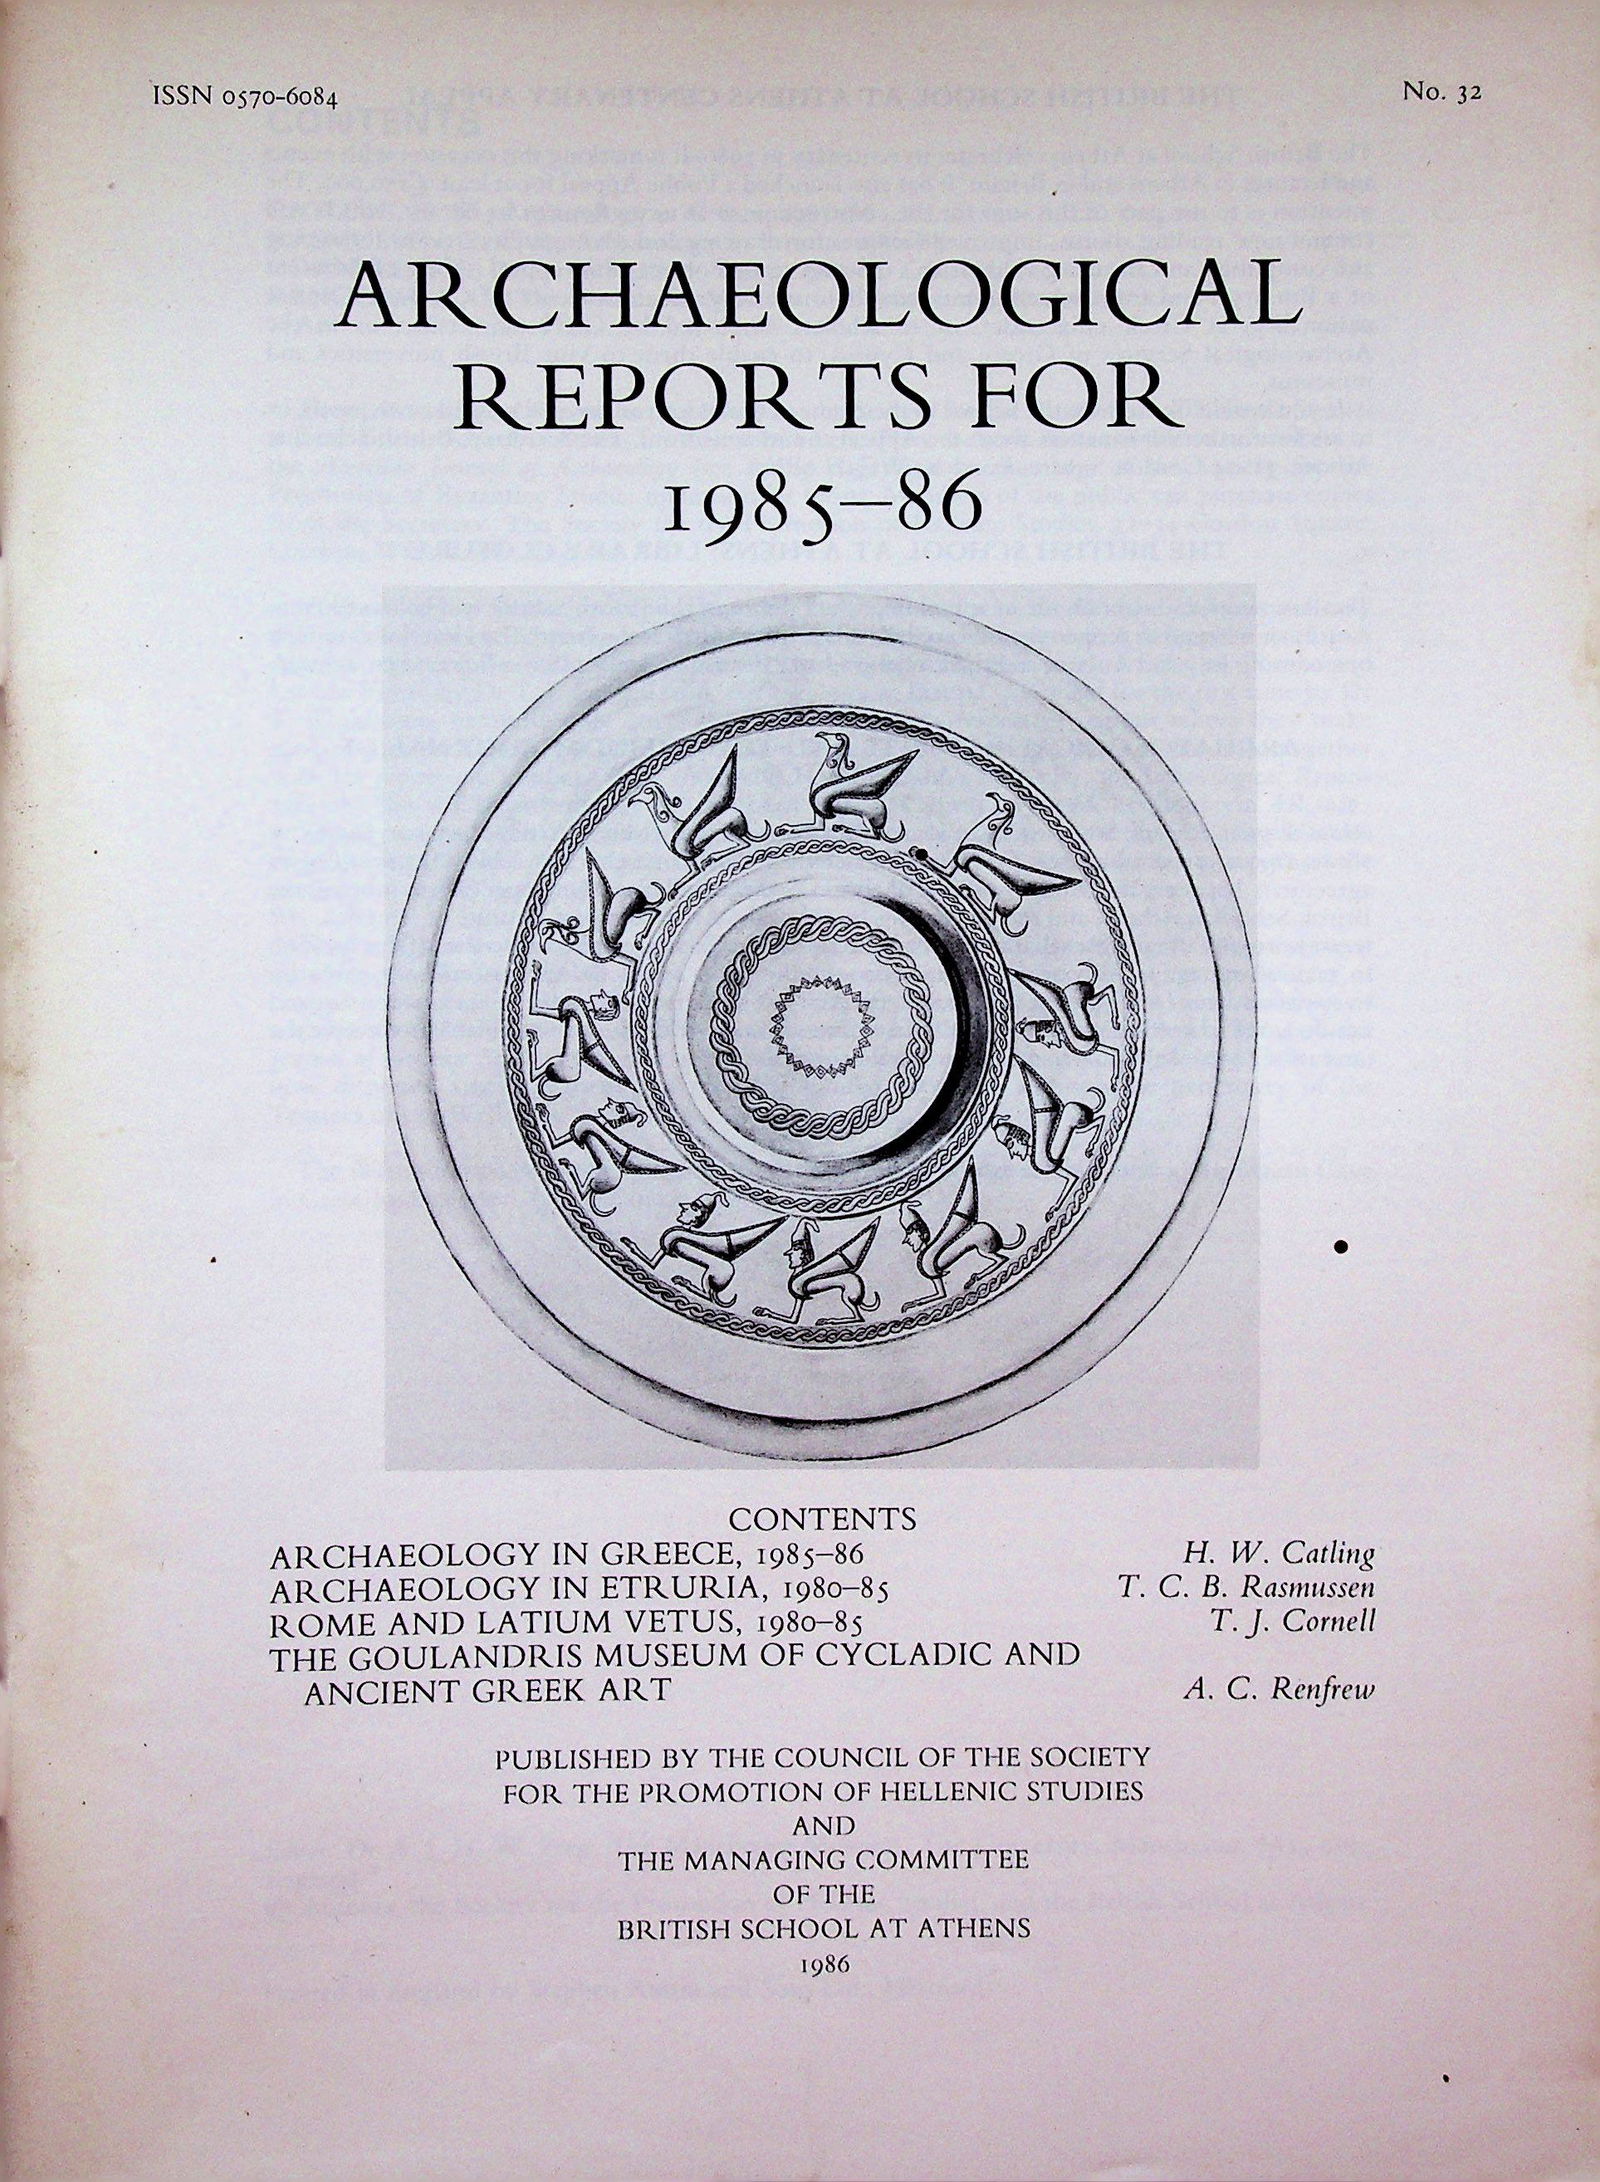 ISSN 0570-6084
No. 32
ARCHAEOLOGICAL
REPORTS FOR
1985–86
CONTENTS
ARCHAEOLOGY IN GREECE, 1985–86 H. W. Catling
ARCHAEOLOGY IN ETRURIA, 1980–85 T. C. B. Rasmussen
ROME AND LATIUM VETUS, 1980–85 T. J. Cornell
THE GOULANDRIS MUSEUM OF CYCLADIC AND
ANCIENT GREEK ART A. C. Renfrew
PUBLISHED BY THE COUNCIL OF THE SOCIETY
FOR THE PROMOTION OF HELLENIC STUDIES
AND
THE MANAGING COMMITTEE
OF THE
BRITISH SCHOOL AT ATHENS
1986